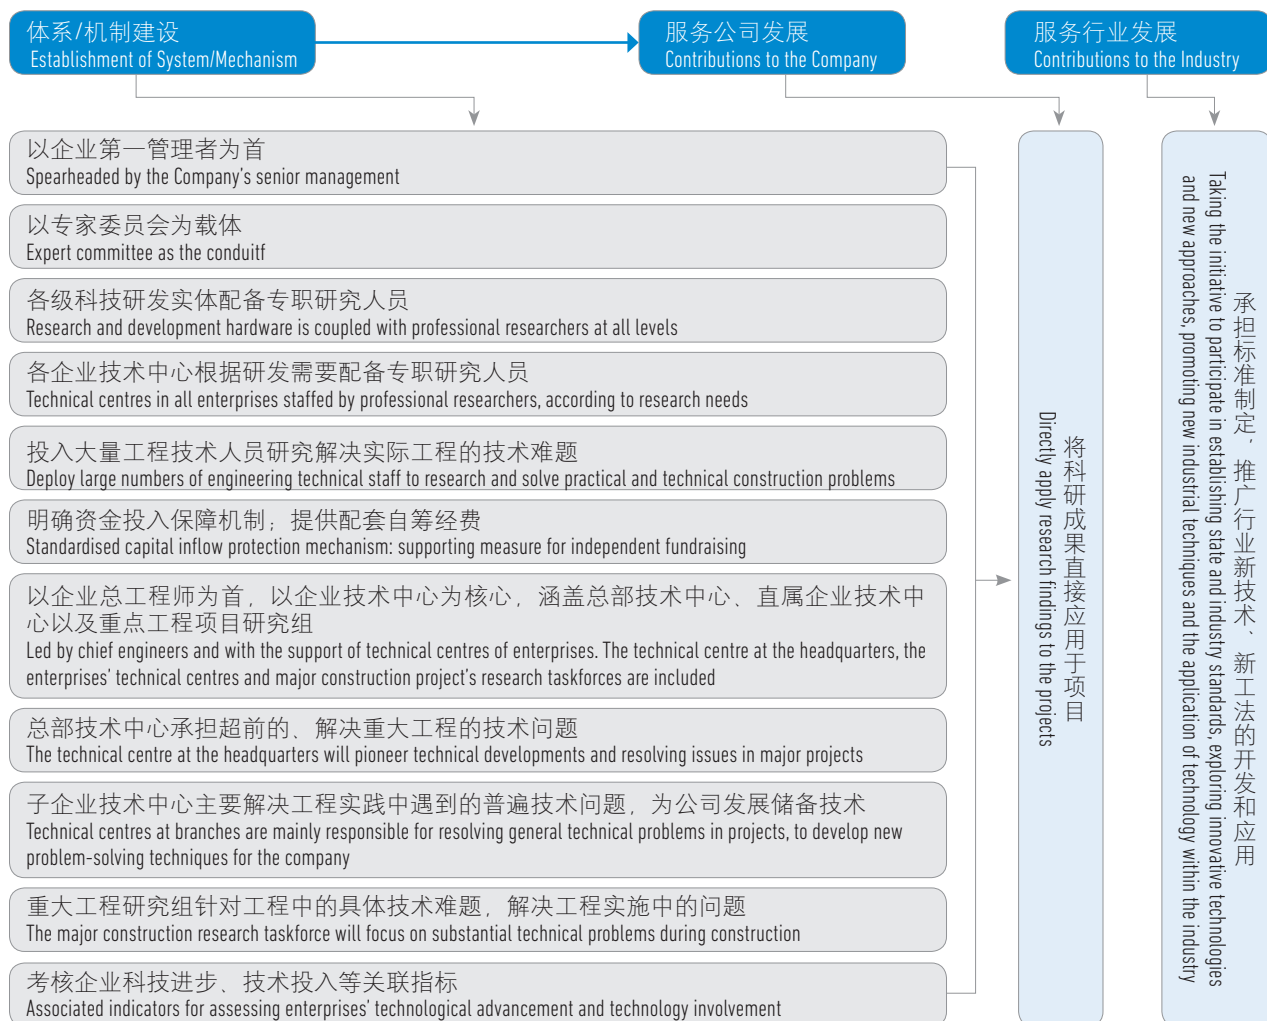 体系/机制建设
Establishment of System/Mechanism
服务公司发展
Contributions to the Company
服务行业发展
Contributions to the Industry
以企业第一管理者为首
Spearheaded by the Company's senior management
以专家委员会为载体
Expert committee as the conduitf
各级科技研发实体配备专职研究人员
Research and development hardware is coupled with professional researchers at all levels
各企业技术中心根据研发需要配备专职研究人员
Technical centres in all enterprises staffed by professional researchers, according to research needs
投入大量工程技术人员研究解决实际工程的技术难题
Deploy large numbers of engineering technical staff to research and solve practical and technical construction problems
明确资金投入保障机制；提供配套自筹经费
Standardised capital inflow protection mechanism: supporting measure for independent fundraising
以企业总工程师为首，以企业技术中心为核心，涵盖总部技术中心、直属企业技术中
心以及重点工程项目研究组
Led by chief engineers and with the support of technical centres of enterprises. The technical centre at the headquarters, the
enterprises' technical centres and major construction project's research taskforces are included
总部技术中心承担超前的、解决重大工程的技术问题
The technical centre at the headquarters will pioneer technical developments and resolving issues in major projects
子企业技术中心主要解决工程实践中遇到的普遍技术问题，为公司发展储备技术
Technical centres at branches are mainly responsible for resolving general technical problems in projects, to develop new
problem-solving techniques for the company
重大工程研究组针对工程中的具体技术难题，解决工程实施中的问题
The major construction research taskforce will focus on substantial technical problems during construction
考核企业科技进步、技术投入等关联指标
Associated indicators for assessing enterprises' technological advancement and technology involvement
将科研成果直接应用于项目
Directly apply research findings to the projects
承担标准制定，推广行业新技术、新工法的开发和应用
Taking the initiative to participate in establishing state and industry standards, exploring innovative technologies
and new approaches, promoting new industrial techniques and the application of technology within the industry